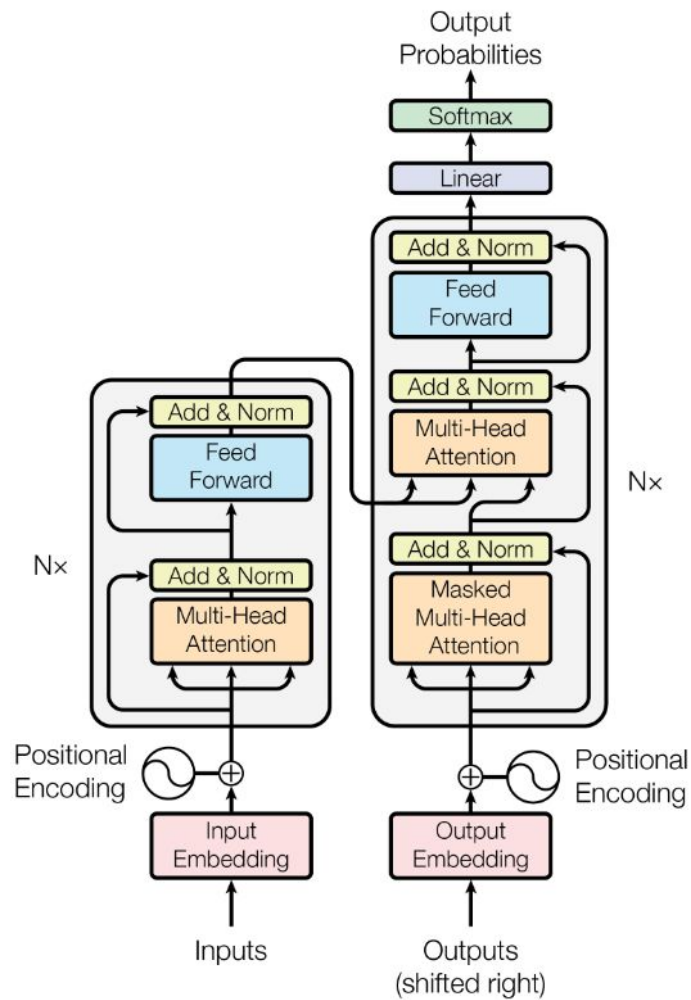 Output
Probabilities
Softmax
Linear
Add & Norm
Feed
Forward
Add & Norm
Multi-Head
Attention
Add & Norm
Masked
Multi-Head
Attention
N×
Positional
Encoding
Output
Embedding
Outputs
(shifted right)
Add & Norm
Feed
Forward
Add & Norm
Multi-Head
Attention
N×
Positional
Encoding
Input
Embedding
Inputs